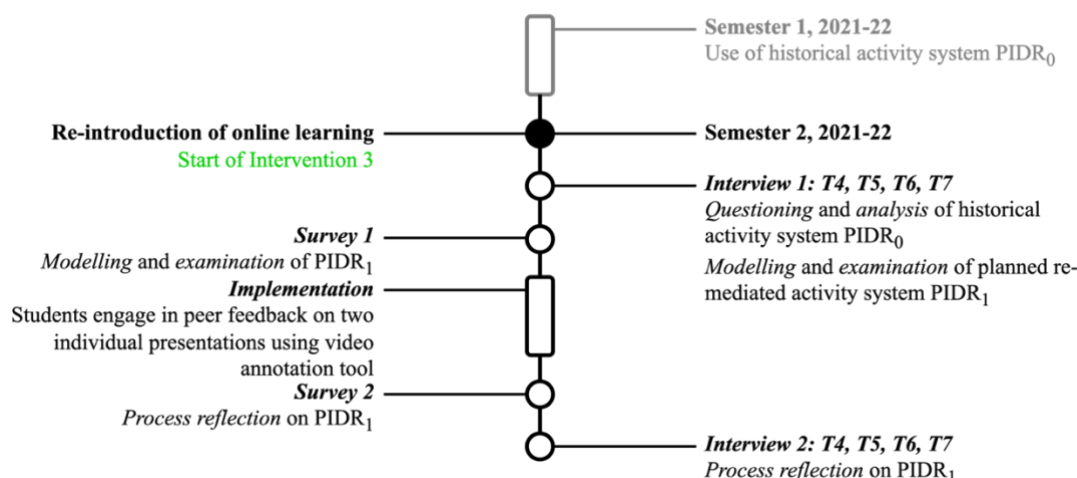 Semester 1, 2021-22
Use of historical activity system PIDR₀
Re-introduction of online learning
Start of Intervention 3
Semester 2, 2021-22
Interview 1: T4, T5, T6, T7
Questioning and analysis of historical
activity system PIDR₀
Modelling and examination of planned re-
mediated activity system PIDR₁
Survey 1
Modelling and examination of PIDR₁
Implementation
Students engage in peer feedback on two
individual presentations using video
annotation tool
Survey 2
Process reflection on PIDR₁
Interview 2: T4, T5, T6, T7
Process reflection on PIDR₁